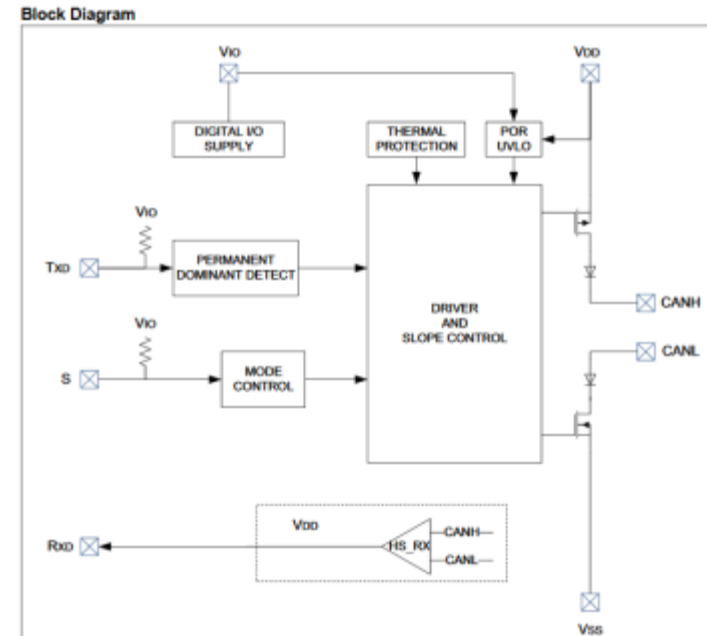 Block Diagram
VIO
VDD
DIGITAL I/O
SUPPLY
THERMAL
PROTECTION
POR
UVLO
VIO
TXD
PERMANENT
DOMINANT DETECT
DRIVER
AND
SLOPE CONTROL
CANH
VIO
CANL
S
MODE
CONTROL
VDD
CANH
RXD
HS_RX
CANL
VSS